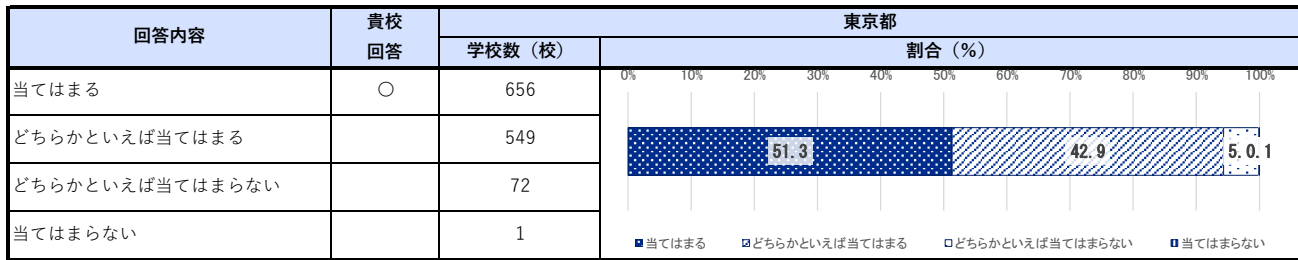 回答内容 貴校回答 東京都
学校数（校） 割合（%）
0% 10% 20% 30% 40% 50% 60% 70% 80% 90% 100%
当てはまる ○ 656
どちらかといえば当てはまる 549
51.3 42.9
どちらかといえば当てはまらない 72
当てはまらない 1
当てはまる どちらかといえば当てはまる どちらかといえば当てはまらない 当てはまらない